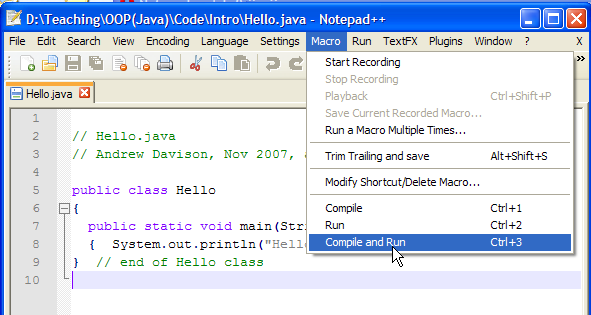 D:\Teaching\OOP(Java)\Code\Intro\Hello.java - Notepad++
File Edit Search View Encoding Language Settings Macro Run TextFX Plugins Window ? X
Hello.java
Start Recording
Stop Recording
Playback Ctrl+Shift+P
Save Current Recorded Macro...
Run a Macro Multiple Times...
Trim Trailing and save Alt+Shift+S
Modify Shortcut/Delete Macro...
Compile Ctrl+1
Run Ctrl+2
Compile and Run Ctrl+3
1
2 // Hello.java
3 // Andrew Davison, Nov 2007,
4
5 public class Hello
6 {
7 public static void main(Stri
8 { System.out.println("Hell
9 } // end of Hello class
10